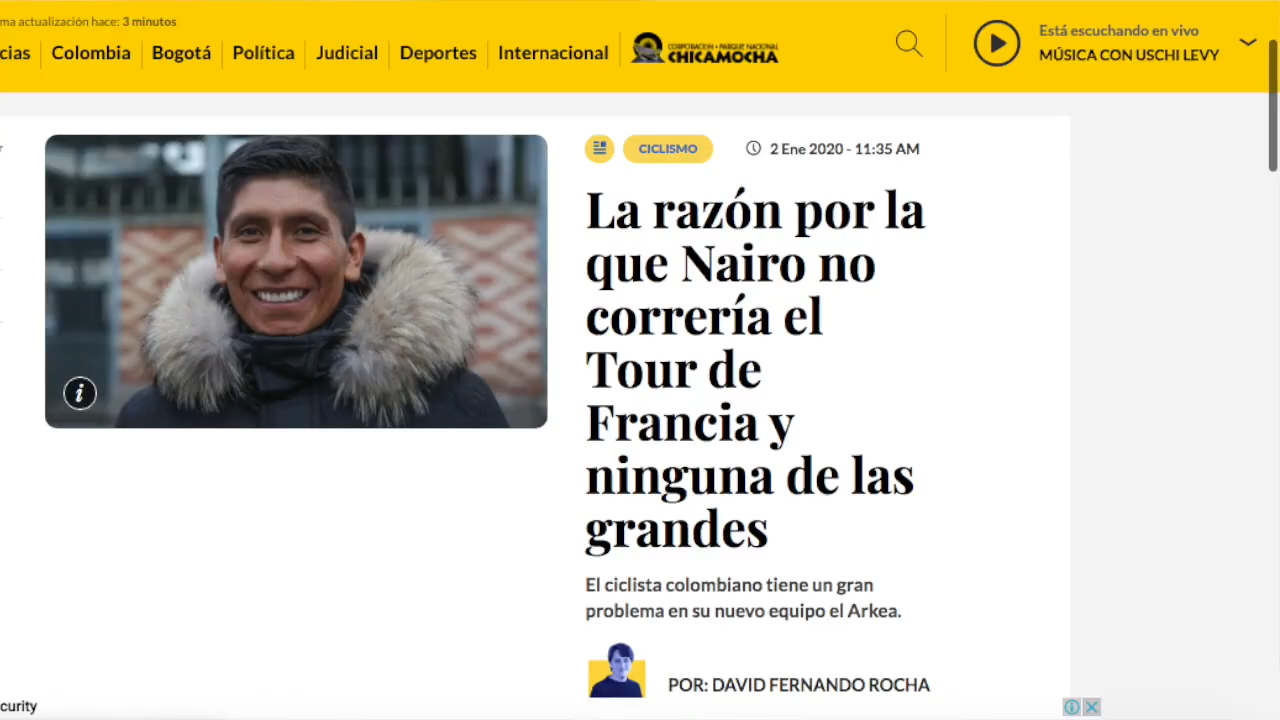 ma actualización hace: 3 minutos
cias Colombia Bogotá Política Judicial Deportes Internacional
CORPORACION • PARQUE NACIONAL
CHICAMOCHA
Está escuchando en vivo
MÚSICA CON USCHI LEVY
r
i
CICLISMO
2 Ene 2020 - 11:35 AM
La razón por la
que Nairo no
correría el
Tour de
Francia y
ninguna de las
grandes
El ciclista colombiano tiene un gran
problema en su nuevo equipo el Arkea.
POR: DAVID FERNANDO ROCHA
curity